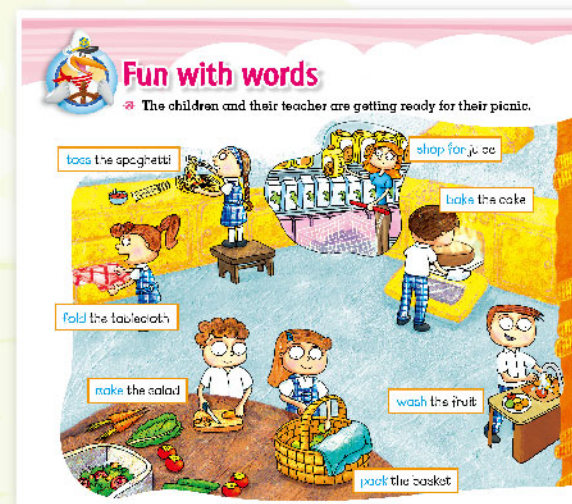 Fun with words
The children and their teacher are getting ready for their picnic.
toss the spaghetti
shop for juice
bake the cake
fold the tablecloth
make the salad
wash the fruit
pack the basket